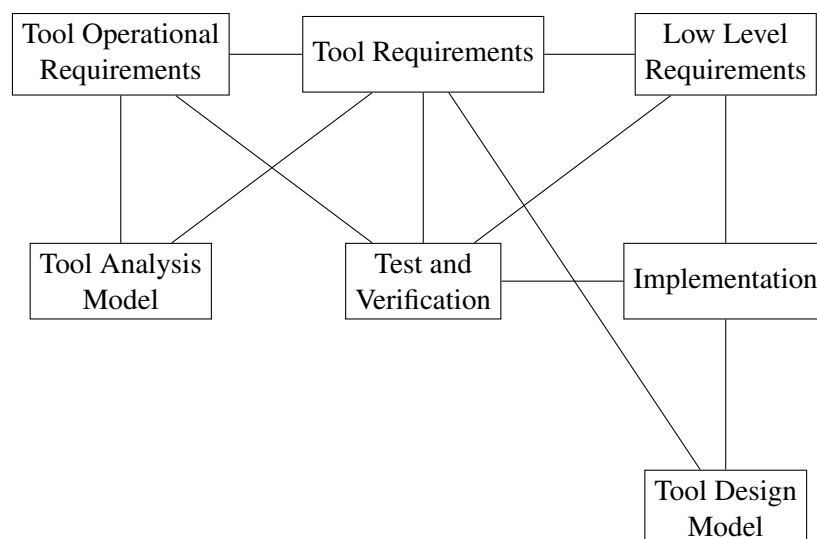 Tool Operational
Requirements
Tool Requirements
Low Level
Requirements
Tool Analysis
Model
Test and
Verification
Implementation
Tool Design
Model